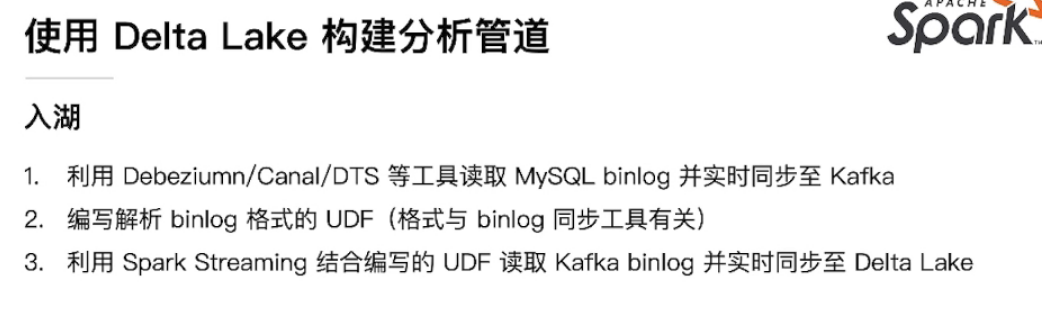 使用 Delta Lake 构建分析管道
APACHE
Spark
入湖
1. 利用 Debeziumn/Canal/DTS 等工具读取 MySQL binlog 并实时同步至 Kafka
2. 编写解析 binlog 格式的 UDF（格式与 binlog 同步工具有关）
3. 利用 Spark Streaming 结合编写的 UDF 读取 Kafka binlog 并实时同步至 Delta Lake